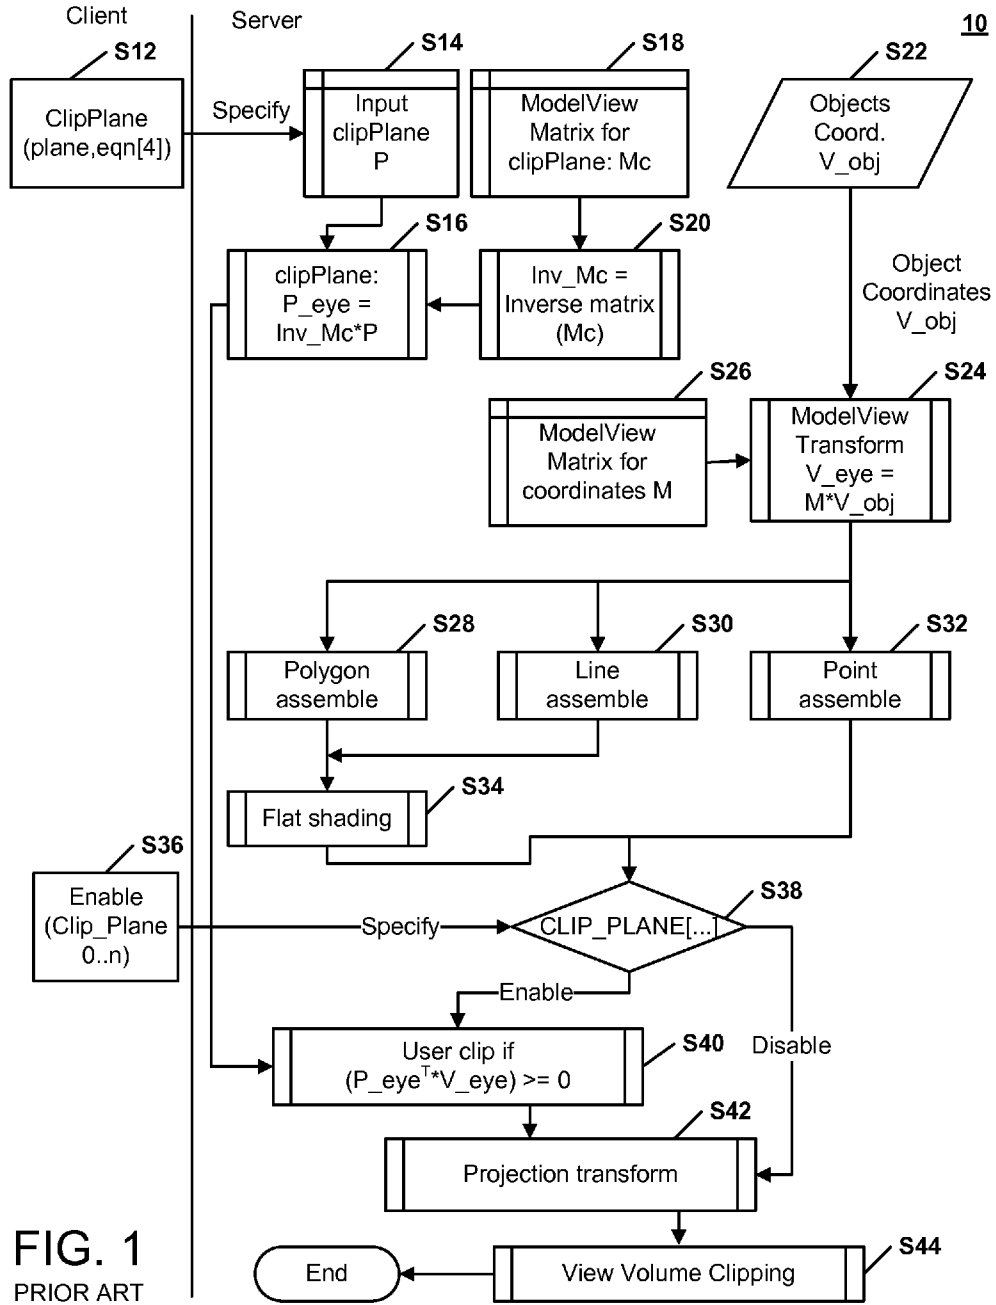 Client
Server
10
S12
ClipPlane
(plane,eqn[4])
Specify
S14
Input
clipPlane
P
S18
ModelView
Matrix for
clipPlane: Mc
S22
Objects
Coord.
V_obj
S16
clipPlane:
P_eye =
Inv_Mc*P
S20
Inv_Mc =
Inverse matrix
(Mc)
Object
Coordinates
V_obj
S26
ModelView
Matrix for
coordinates M
S24
ModelView
Transform
V_eye =
M*V_obj
S28
Polygon
assemble
S30
Line
assemble
S32
Point
assemble
S34
Flat shading
S36
Enable
(Clip_Plane
0..n)
Specify
S38
CLIP_PLANE[...]
Enable
Disable
S40
User clip if
(P_eyeᵀ*V_eye) >= 0
S42
Projection transform
S44
View Volume Clipping
End
FIG. 1
PRIOR ART